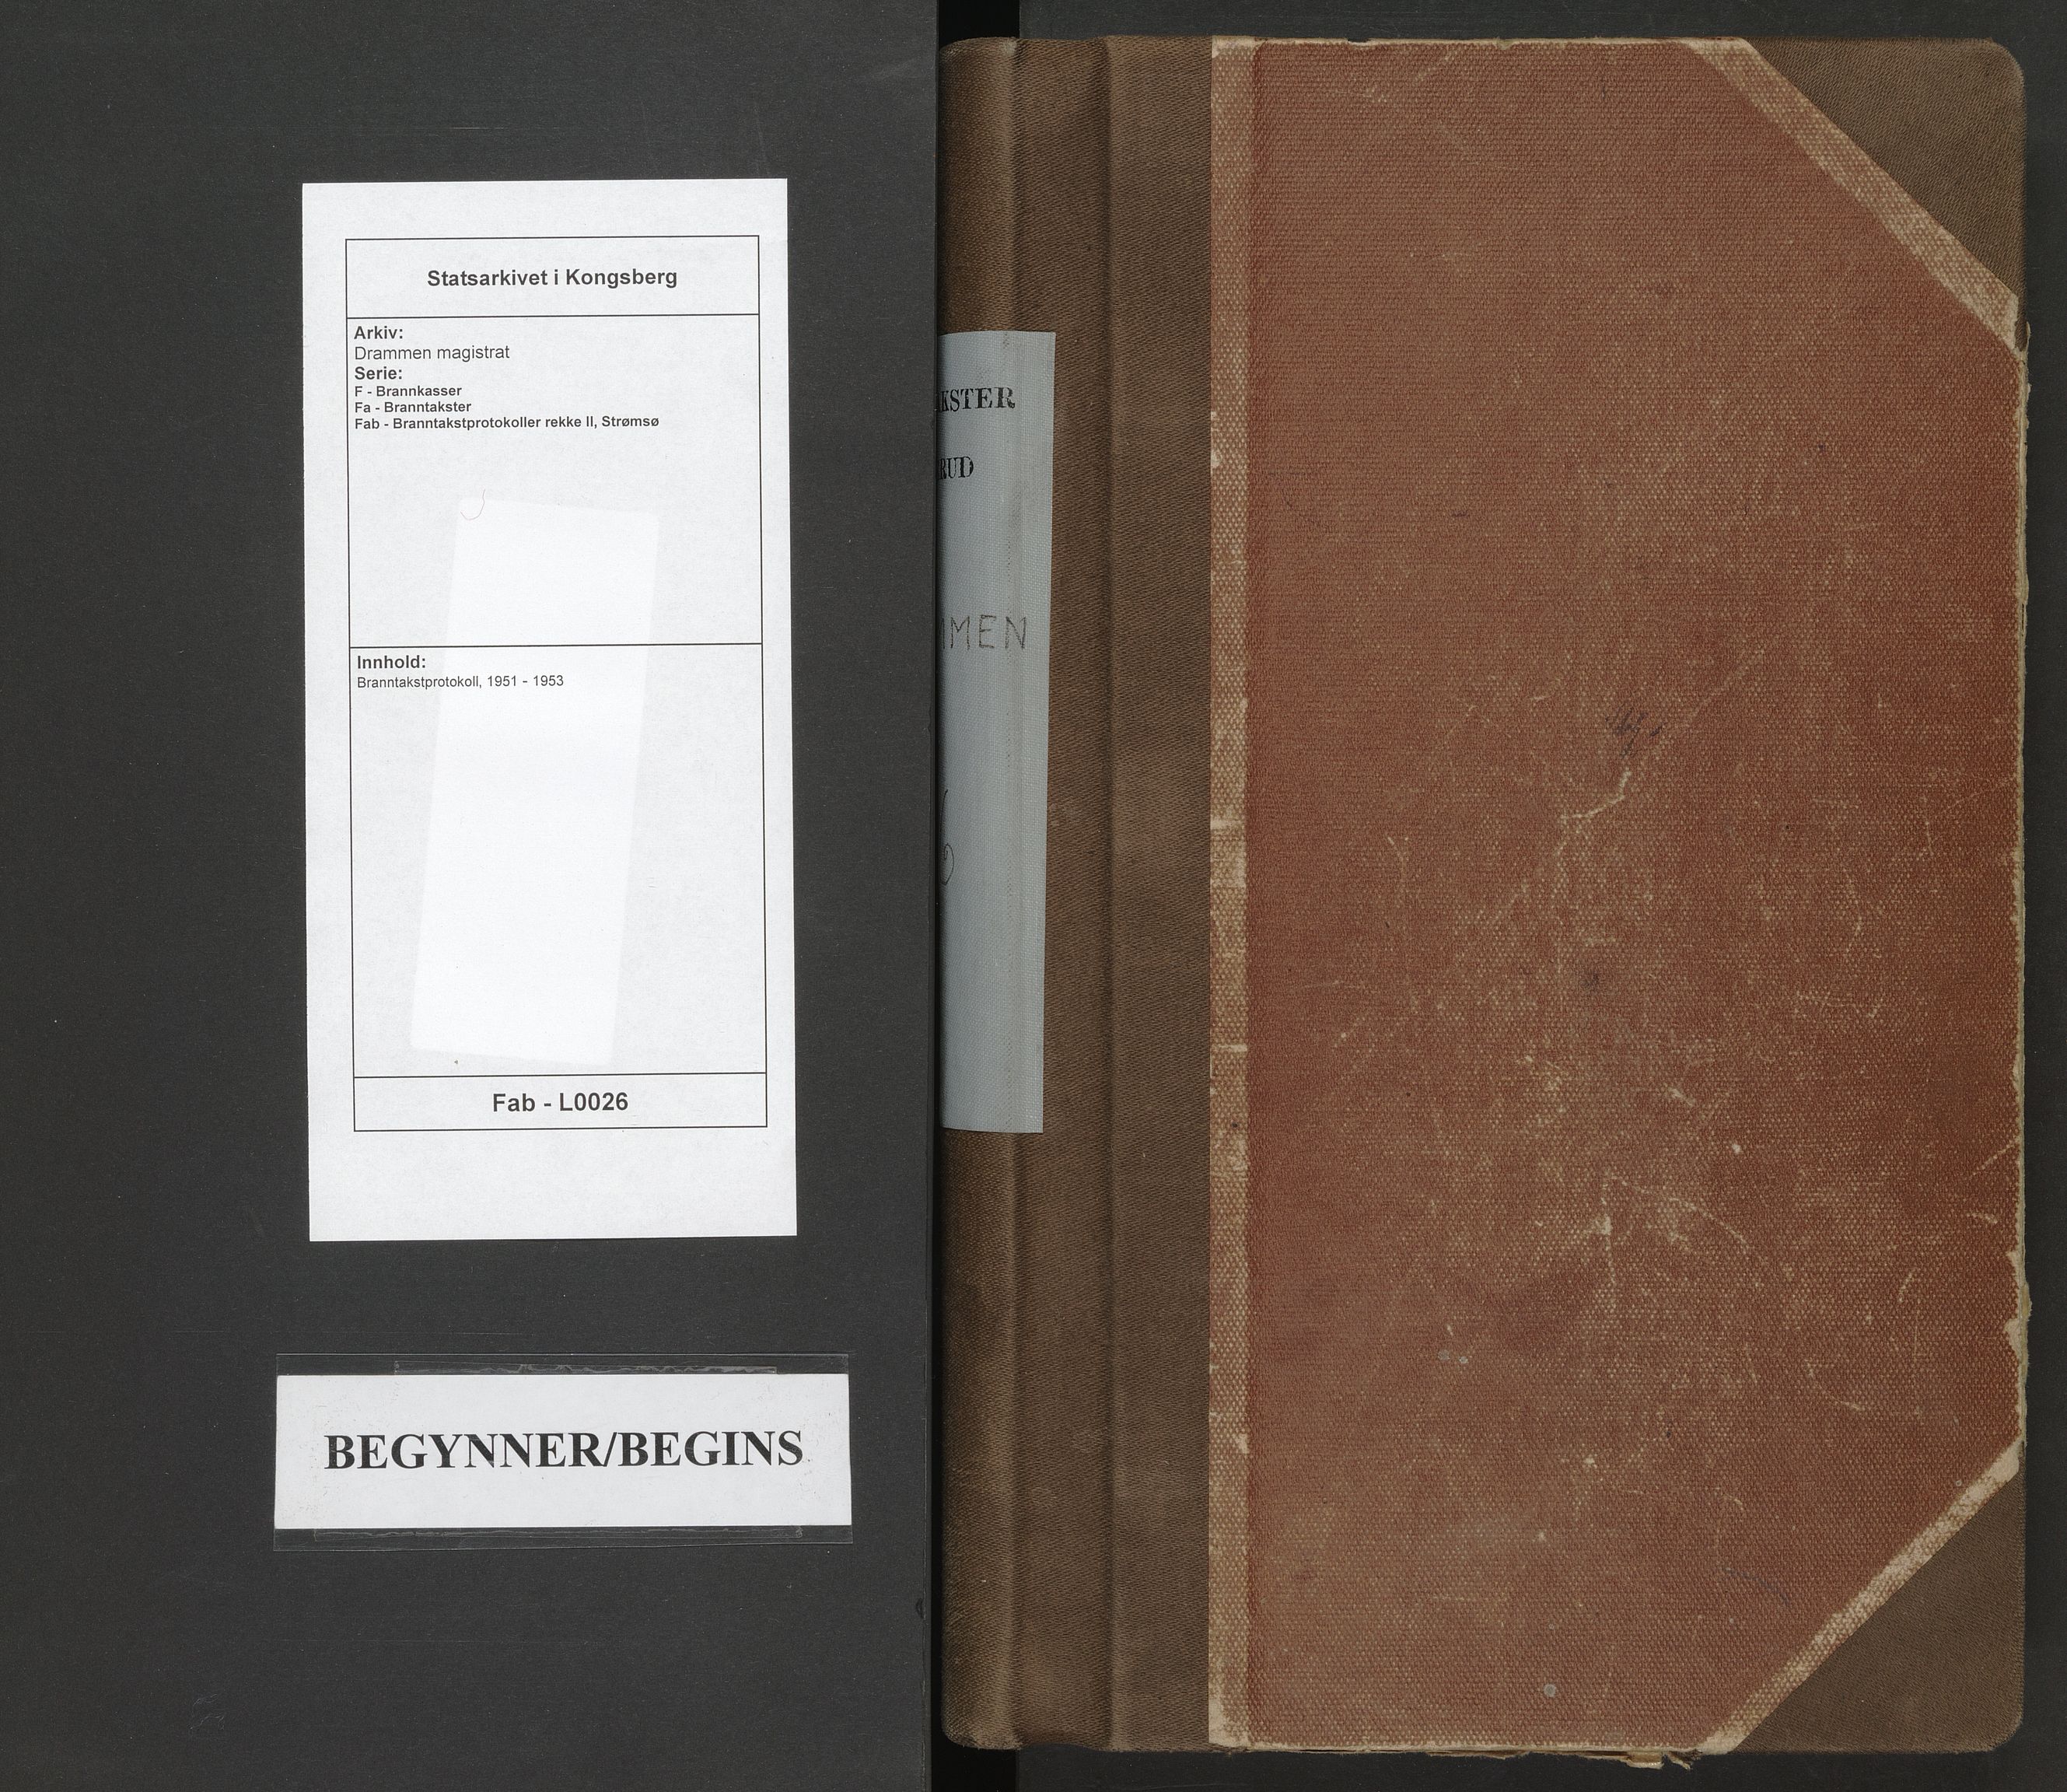 Statsarkivet i Kongsberg
Arkiv:
Drammen magistrat
Serie:
F - Brannkasser
Fa - Branntakster
Fab - Branntakstprotokoller rekke II, Strømsø
Innhold:
Branntakstprotokoll, 1951 - 1953
Fab - L0026
BEGYNNER/BEGINS
KSTER
RUD
MEN